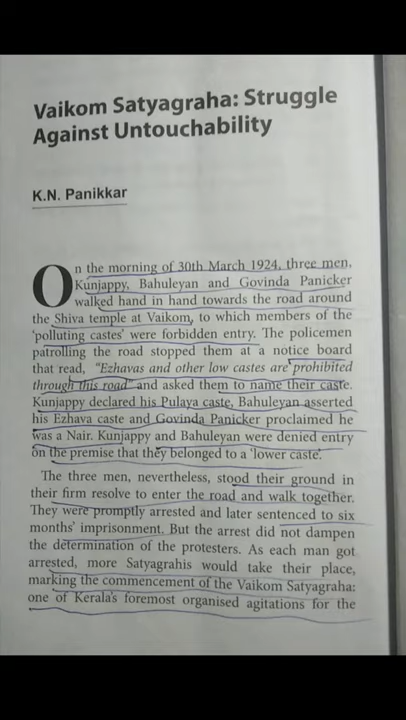 Vaikom Satyagraha: Struggle
Against Untouchability
K.N. Panikkar
On the morning of 30th March 1924, three men,
Kunjappy, Bahuleyan and Govinda Panicker
walked hand in hand towards the road around
the Shiva temple at Vaikom, to which members of the
'polluting castes' were forbidden entry. The policemen
patrolling the road stopped them at a notice board
that read, "Ezhavas and other low castes are prohibited
through this road" and asked them to name their caste.
Kunjappy declared his Pulaya caste, Bahuleyan asserted
his Ezhava caste and Govinda Panicker proclaimed he
was a Nair. Kunjappy and Bahuleyan were denied entry
on the premise that they belonged to a 'lower caste'.
The three men, nevertheless, stood their ground in
their firm resolve to enter the road and walk together.
They were promptly arrested and later sentenced to six
months' imprisonment. But the arrest did not dampen
the determination of the protesters. As each man got
arrested, more Satyagrahis would take their place,
marking the commencement of the Vaikom Satyagraha:
one of Kerala's foremost organised agitations for the